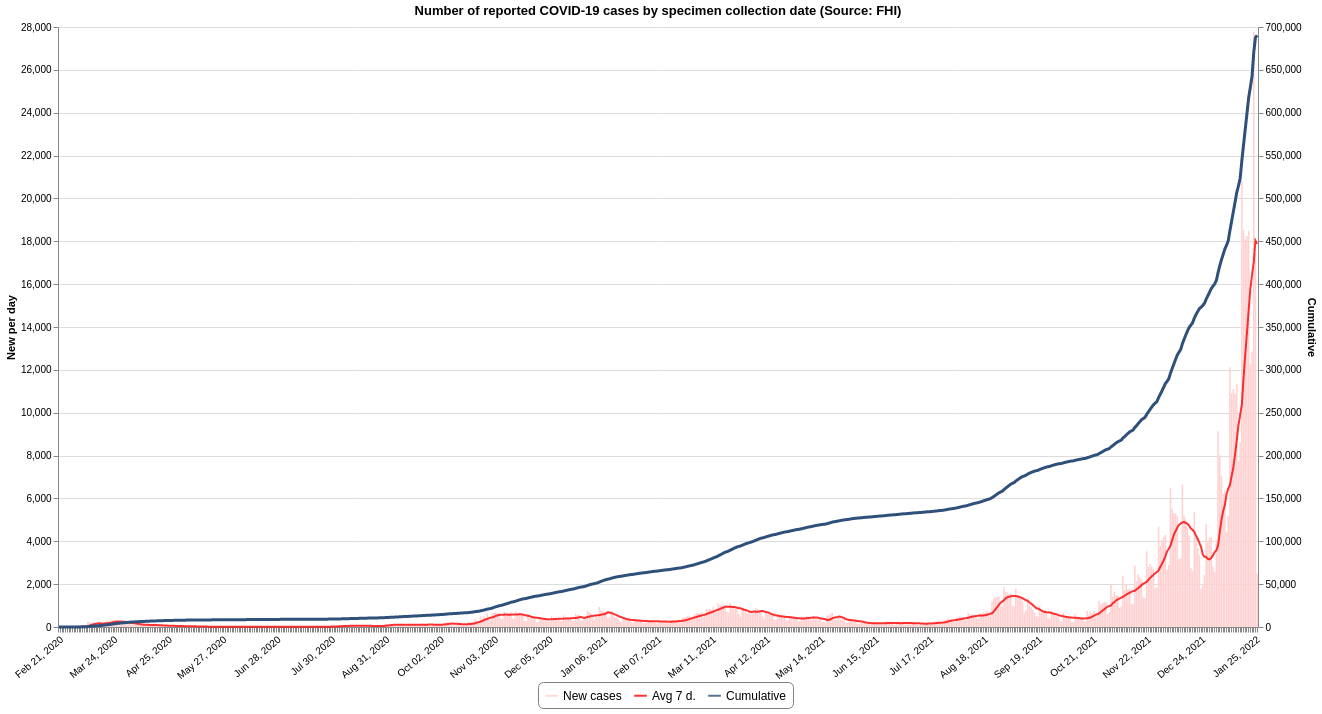 Number of reported COVID-19 cases by specimen collection date (Source: FHI)
28,000
26,000
24,000
22,000
20,000
18,000
16,000
14,000
12,000
10,000
8,000
6,000
4,000
2,000
0
New per day
700,000
650,000
600,000
550,000
500,000
450,000
400,000
350,000
300,000
250,000
200,000
150,000
100,000
50,000
0
Cumulative
Feb 21, 2020
Mar 24, 2020
Apr 25, 2020
May 27, 2020
Jun 28, 2020
Jul 30, 2020
Aug 31, 2020
Oct 02, 2020
Nov 03, 2020
Dec 05, 2020
Jan 06, 2021
Feb 07, 2021
Mar 11, 2021
Apr 12, 2021
May 14, 2021
Jun 15, 2021
Jul 17, 2021
Aug 18, 2021
Sep 19, 2021
Oct 21, 2021
Nov 22, 2021
Dec 24, 2021
Jan 25, 2022
New cases Avg 7 d. Cumulative